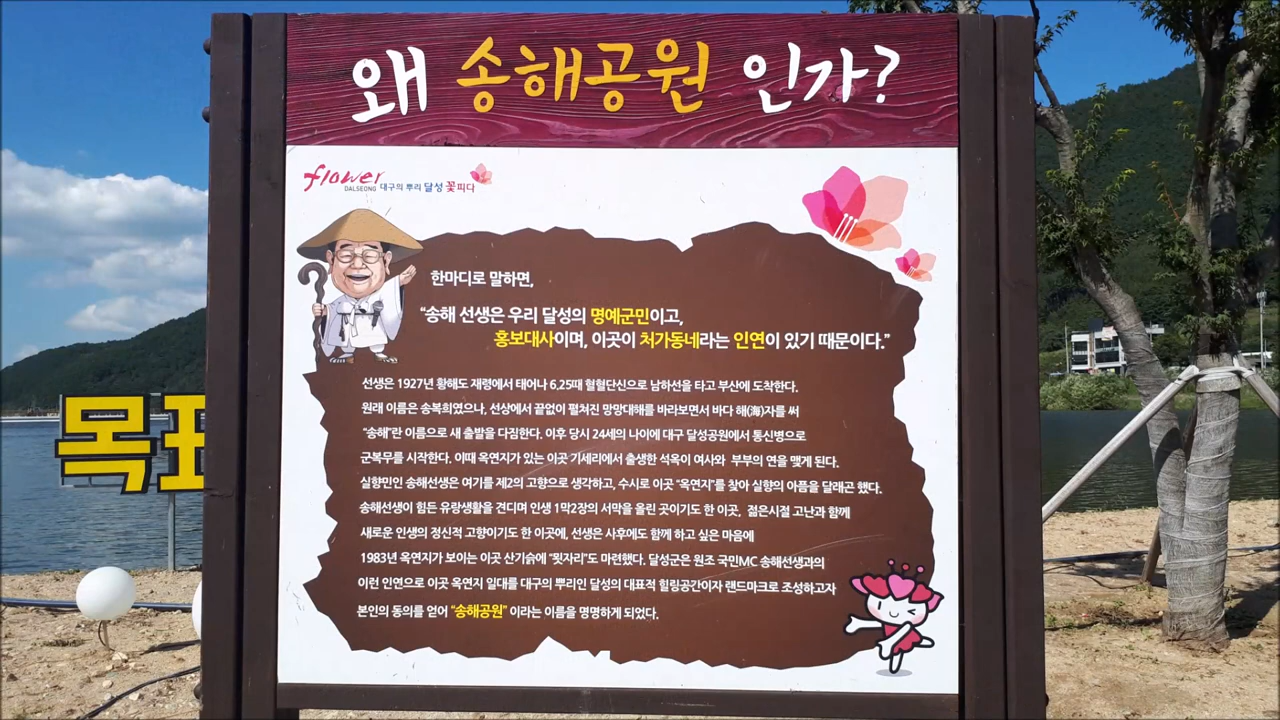 왜 송해공원 인가?
flower
DALSEONG 대구의 뿌리 달성 꽃피다
한마디로 말하면,
“송해 선생은 우리 달성의 명예군민이고,
홍보대사이며, 이곳이 처가동네라는 인연이 있기 때문이다.”
선생은 1927년 황해도 재령에서 태어나 6.25때 혈혈단신으로 남하선을 타고 부산에 도착한다.
원래 이름은 송복희였으나, 선상에서 끝없이 펼쳐진 망망대해를 바라보면서 바다 해(海)자를 써
“송해”란 이름으로 새 출발을 다짐한다. 이후 당시 24세의 나이에 대구 달성공원에서 통신병으로
군복무를 시작한다. 이때 옥연지가 있는 이곳 기세리에서 출생한 석옥이 여사와 부부의 연을 맺게 된다.
실향민인 송해선생은 여기를 제2의 고향으로 생각하고, 수시로 이곳 “옥연지”를 찾아 실향의 아픔을 달래곤 했다.
송해선생이 힘든 유랑생활을 견디며 인생 1막2장의 서막을 올린 곳이기도 한 이곳, 젊은시절 고난과 함께
새로운 인생의 정신적 고향이기도 한 이곳에, 선생은 사후에도 함께 하고 싶은 마음에
1983년 옥연지가 보이는 이곳 산기슭에 “묏자리”도 마련했다. 달성군은 원조 국민MC 송해선생과의
이런 인연으로 이곳 옥연지 일대를 대구의 뿌리인 달성의 대표적 힐링공간이자 랜드마크로 조성하고자
본인의 동의를 얻어 “송해공원” 이라는 이름을 명명하게 되었다.
목표